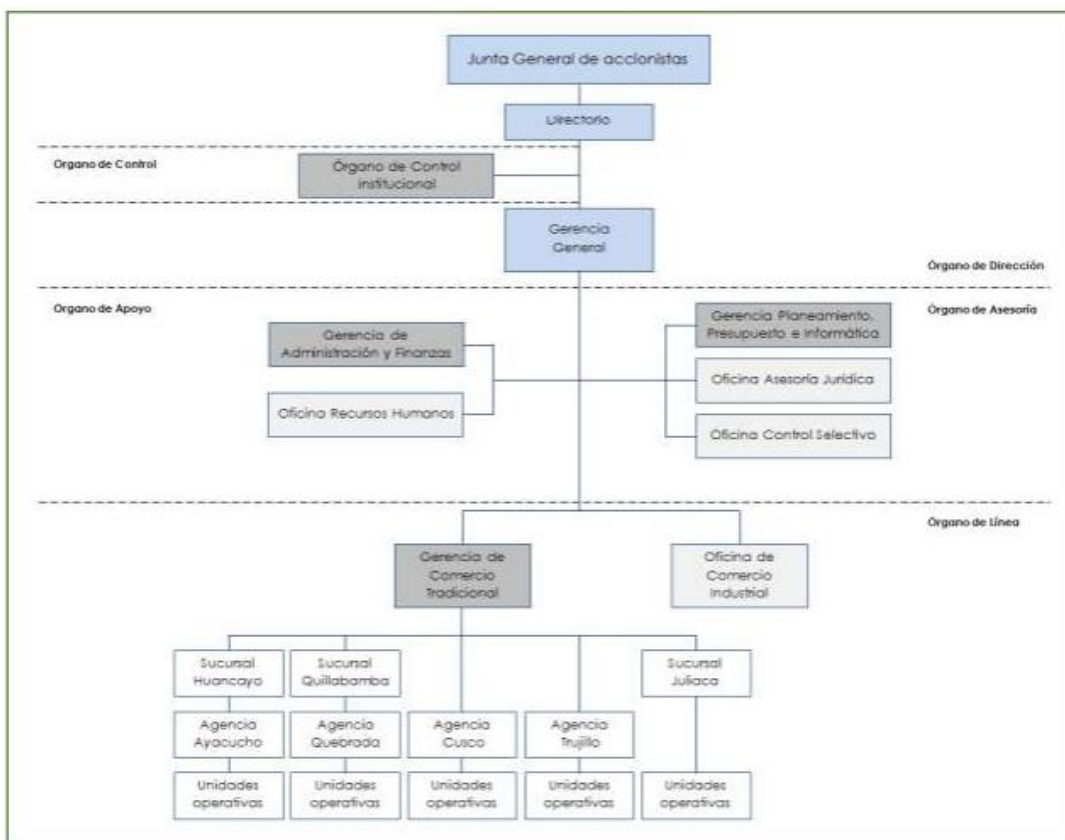 Junta General de accionistas
Directorio
Órgano de Control
Órgano de Control
institucional
Gerencia
General
Órgano de Dirección
Órgano de Apoyo
Órgano de Asesoría
Gerencia de
Administración y Finanzas
Gerencia Planeamiento,
Presupuesto e Informática
Oficina Asesoría Jurídica
Oficina Recursos Humanos
Oficina Control Selectivo
Órgano de Línea
Gerencia de
Comercio
Tradicional
Oficina de
Comercio
Industrial
Sucursal
Huancayo
Sucursal
Quillabamba
Sucursal
Juliaca
Agencia
Ayacucho
Agencia
Quebrada
Agencia
Cusco
Agencia
Trujillo
Unidades
operativas
Unidades
operativas
Unidades
operativas
Unidades
operativas
Unidades
operativas